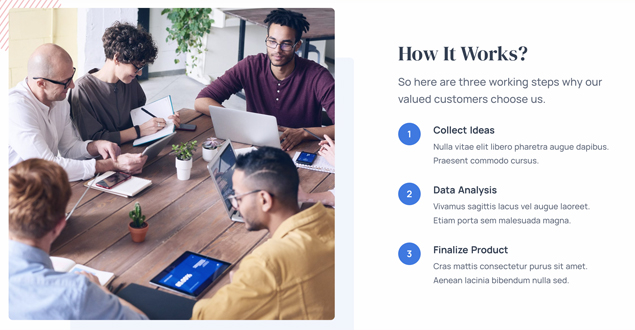 How It Works?
So here are three working steps why our
valued customers choose us.
1
Collect Ideas
Nulla vitae elit libero pharetra augue dapibus.
Praesent commodo cursus.
2
Data Analysis
Vivamus sagittis lacus vel augue laoreet.
Etiam porta sem malesuada magna.
3
Finalize Product
Cras mattis consectetur purus sit amet.
Aenean lacinia bibendum nulla sed.